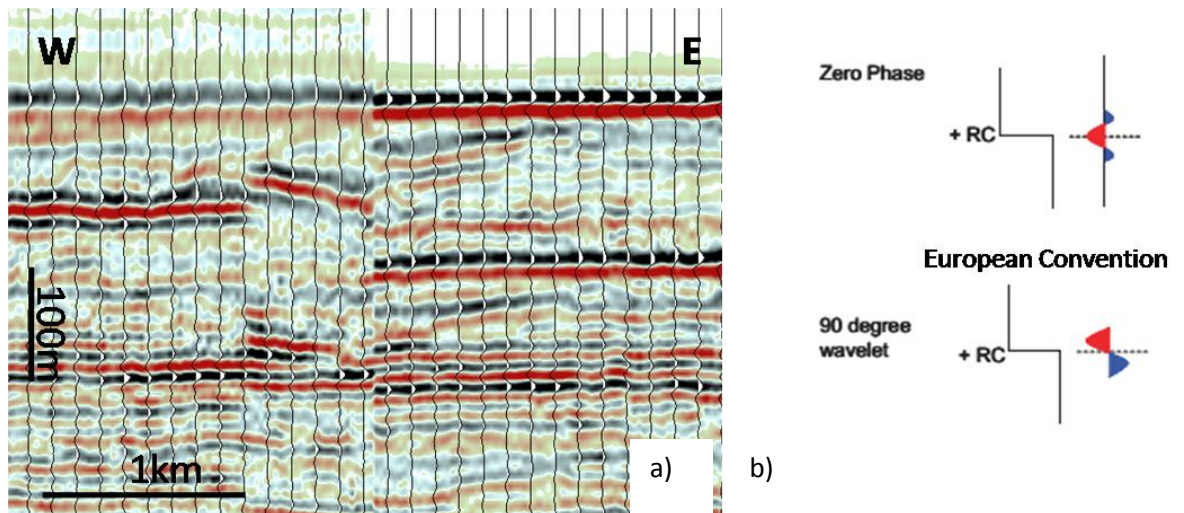 W
E
100m
1km
a)
b)
Zero Phase
+ RC
European Convention
90 degree
wavelet
+ RC